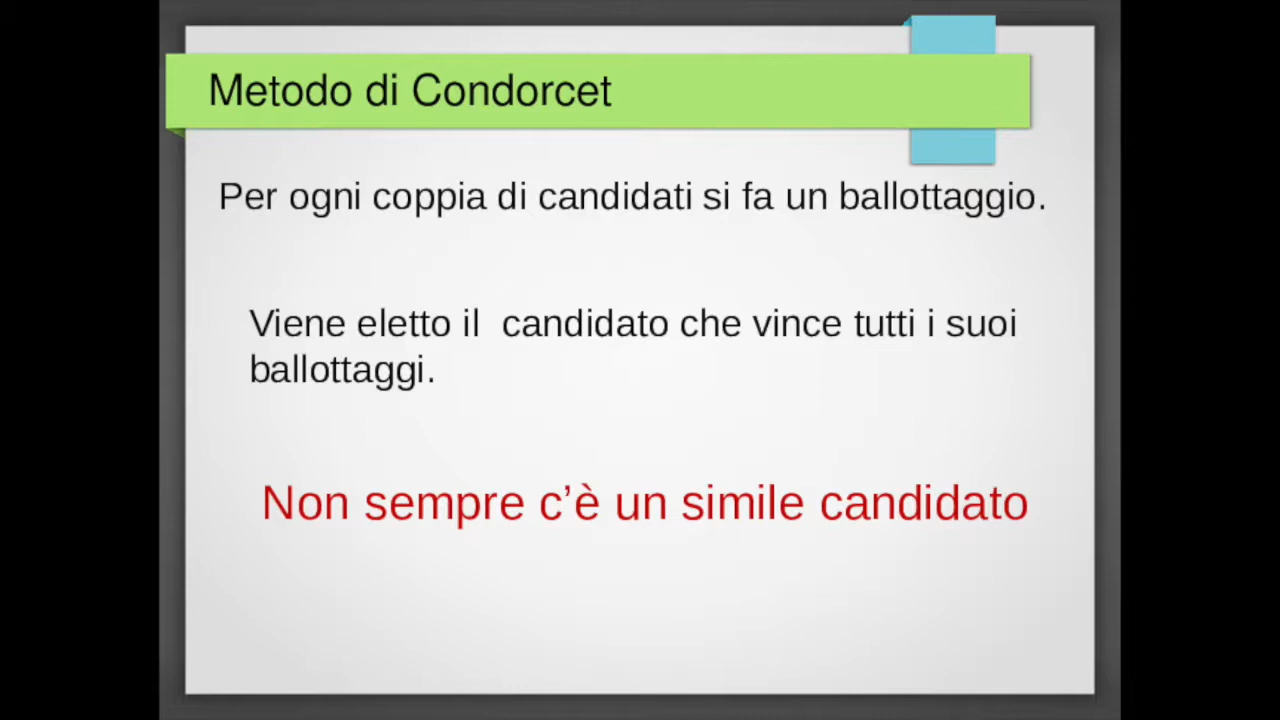 Metodo di Condorcet
Per ogni coppia di candidati si fa un ballottaggio.
Viene eletto il  candidato che vince tutti i suoi
ballottaggi.
Non sempre c’è un simile candidato